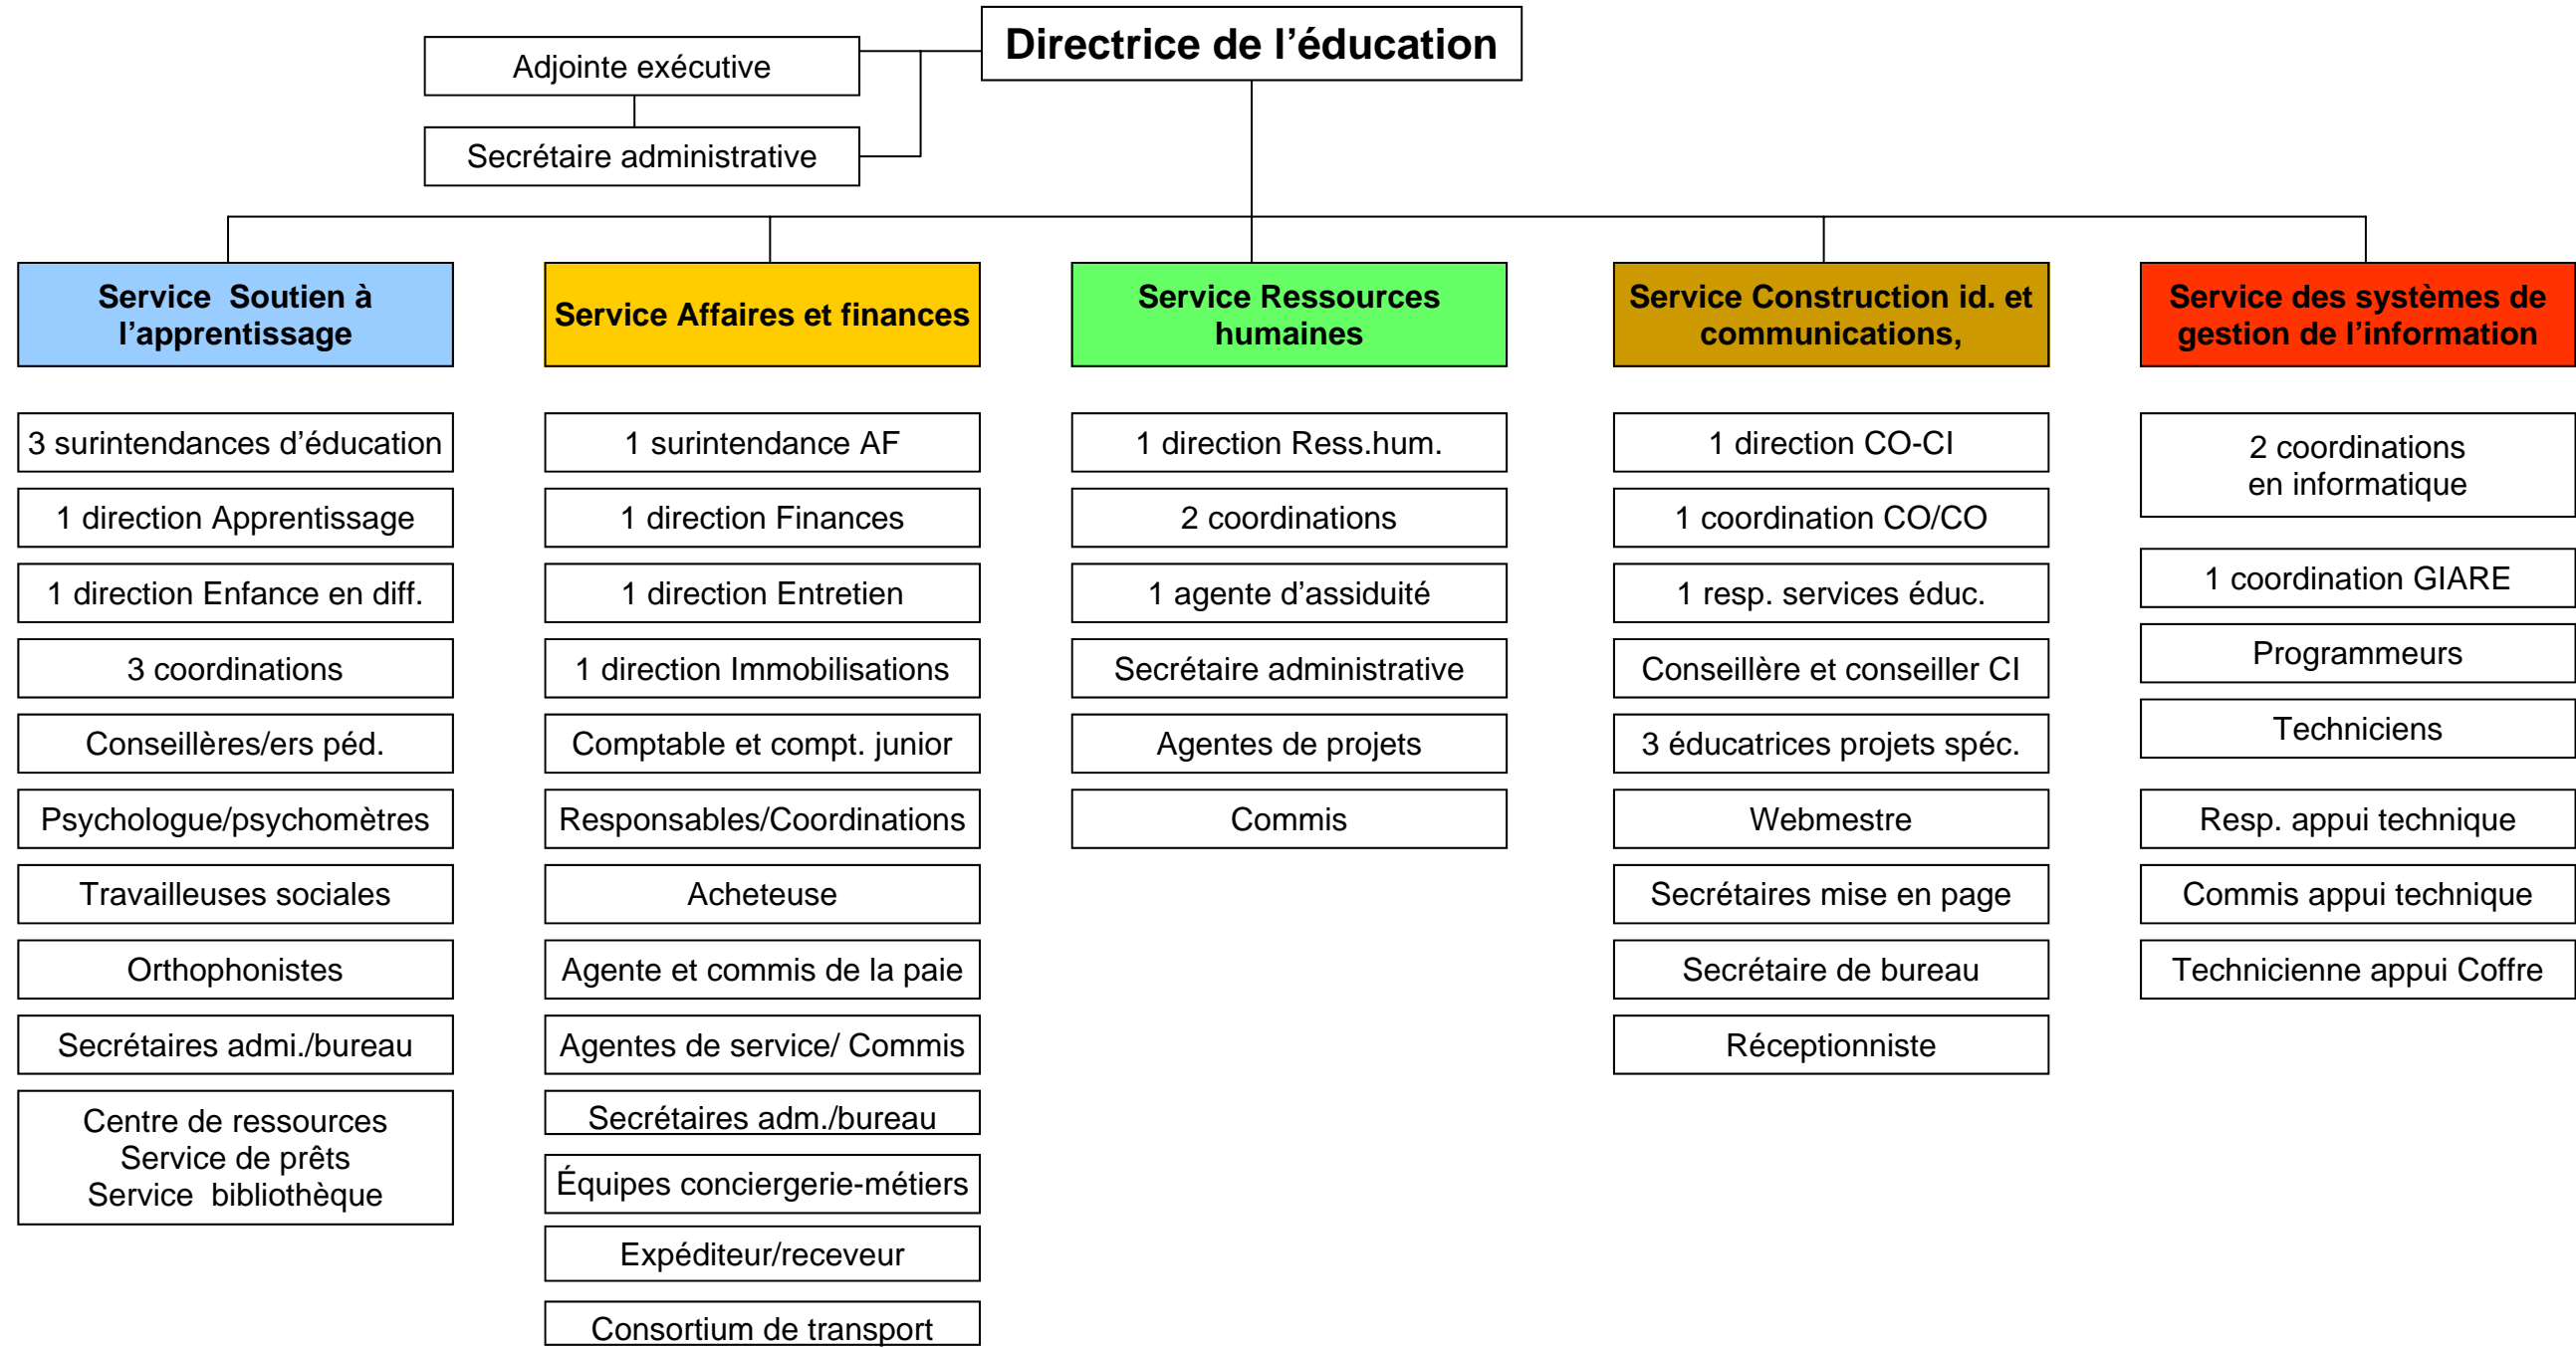 Directrice de l'éducation
Adjointe exécutive
Secrétaire administrative
Service  Soutien à
l'apprentissage
3 surintendances d'éducation
1 direction Apprentissage
1 direction Enfance en diff.
3 coordinations
Conseillères/ers péd.
Psychologue/psychomètres
Travailleuses sociales
Orthophonistes
Secrétaires admi./bureau
Centre de ressources
Service de prêts
Service  bibliothèque
Service Affaires et finances
1 surintendance AF
1 direction Finances
1 direction Entretien
1 direction Immobilisations
Comptable et compt. junior
Responsables/Coordinations
Acheteuse
Agente et commis de la paie
Agentes de service/ Commis
Secrétaires adm./bureau
Équipes conciergerie-métiers
Expéditeur/receveur
Consortium de transport
Service Ressources
humaines
1 direction Ress.hum.
2 coordinations
1 agente d'assiduité
Secrétaire administrative
Agentes de projets
Commis
Service Construction id. et
communications,
1 direction CO-CI
1 coordination CO/CO
1 resp. services éduc.
Conseillère et conseiller CI
3 éducatrices projets spéc.
Webmestre
Secrétaires mise en page
Secrétaire de bureau
Réceptionniste
Service des systèmes de
gestion de l'information
2 coordinations
en informatique
1 coordination GIARE
Programmeurs
Techniciens
Resp. appui technique
Commis appui technique
Technicienne appui Coffre